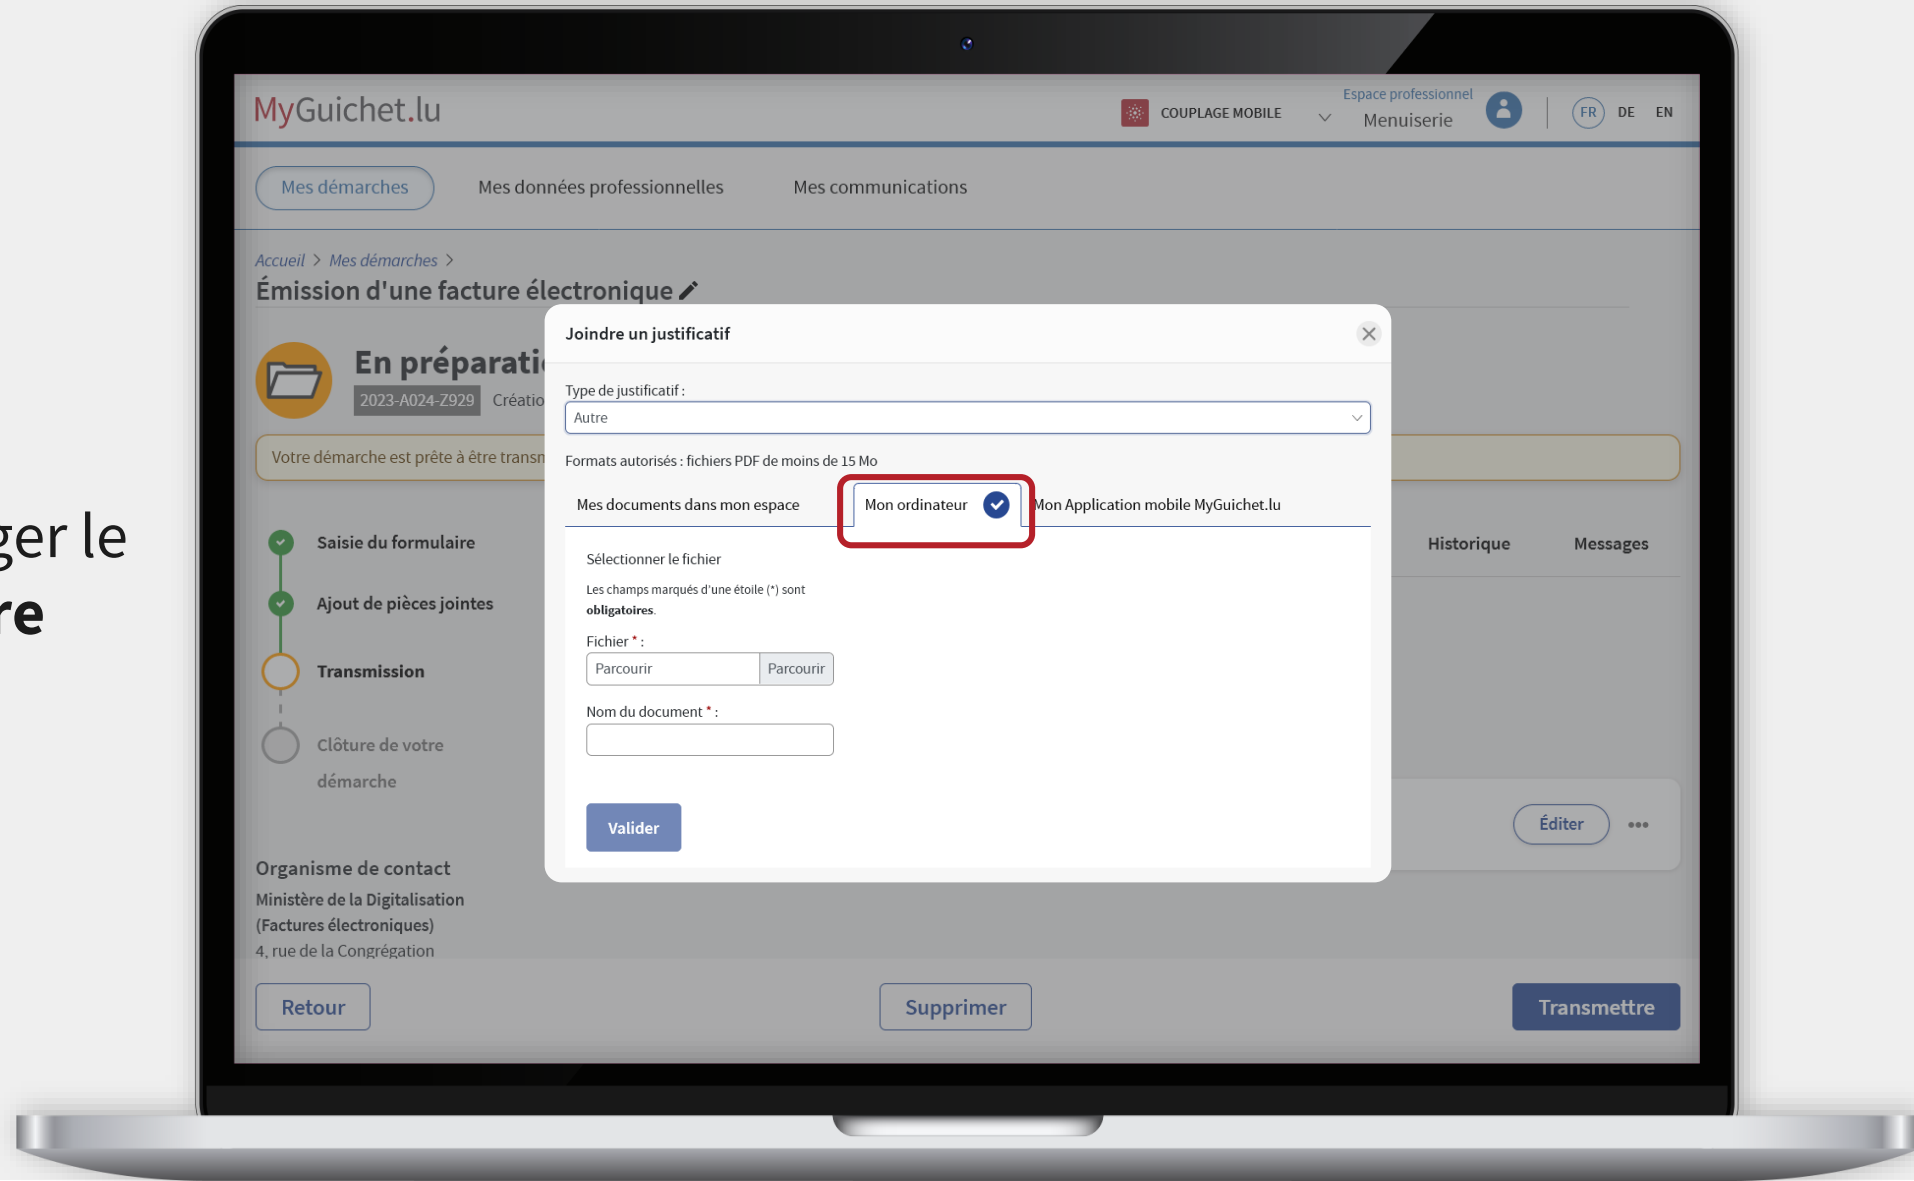 MyGuichet.lu
COUPLAGE MOBILE
Espace professionnel
Menuiserie
FR DE EN
Mes démarches Mes données professionnelles Mes communications
Accueil > Mes démarches >
Émission d'une facture électronique
En préparati
2023-A024-Z929 Créatio
Votre démarche est prête à être transm
Joindre un justificatif
Type de justificatif :
Autre
Formats autorisés : fichiers PDF de moins de 15 Mo
Mes documents dans mon espace Mon ordinateur Mon Application mobile MyGuichet.lu
Sélectionner le fichier
Les champs marqués d'une étoile (*) sont
obligatoires.
Fichier * :
Parcourir Parcourir
Nom du document * :
Valider
ger le
re
Saisie du formulaire
Ajout de pièces jointes
Transmission
Clôture de votre
démarche
Historique Messages
Éditer
Organisme de contact
Ministère de la Digitalisation
(Factures électroniques)
4, rue de la Congrégation
Retour Supprimer Transmettre